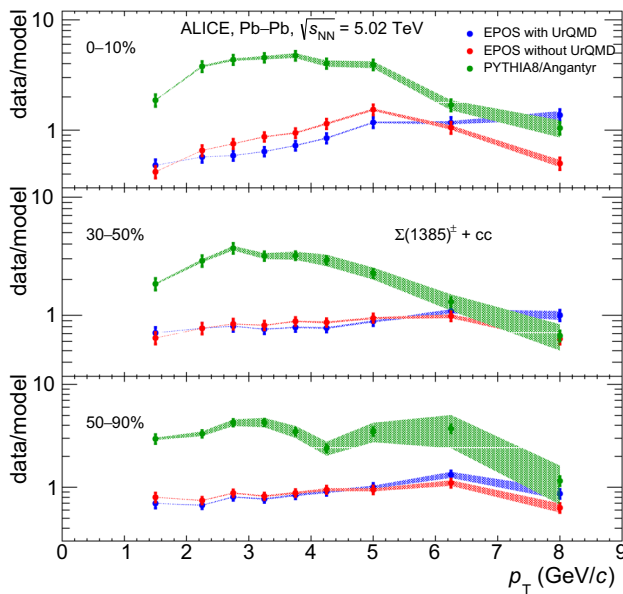 ALICE, Pb–Pb, √s_NN = 5.02 TeV
EPOS with UrQMD
EPOS without UrQMD
PYTHIA8/Angantyr
0–10%
data/model
10
1
30–50%
Σ(1385)± + cc
data/model
10
1
50–90%
data/model
10
1
0 1 2 3 4 5 6 7 8 9
p_T (GeV/c)